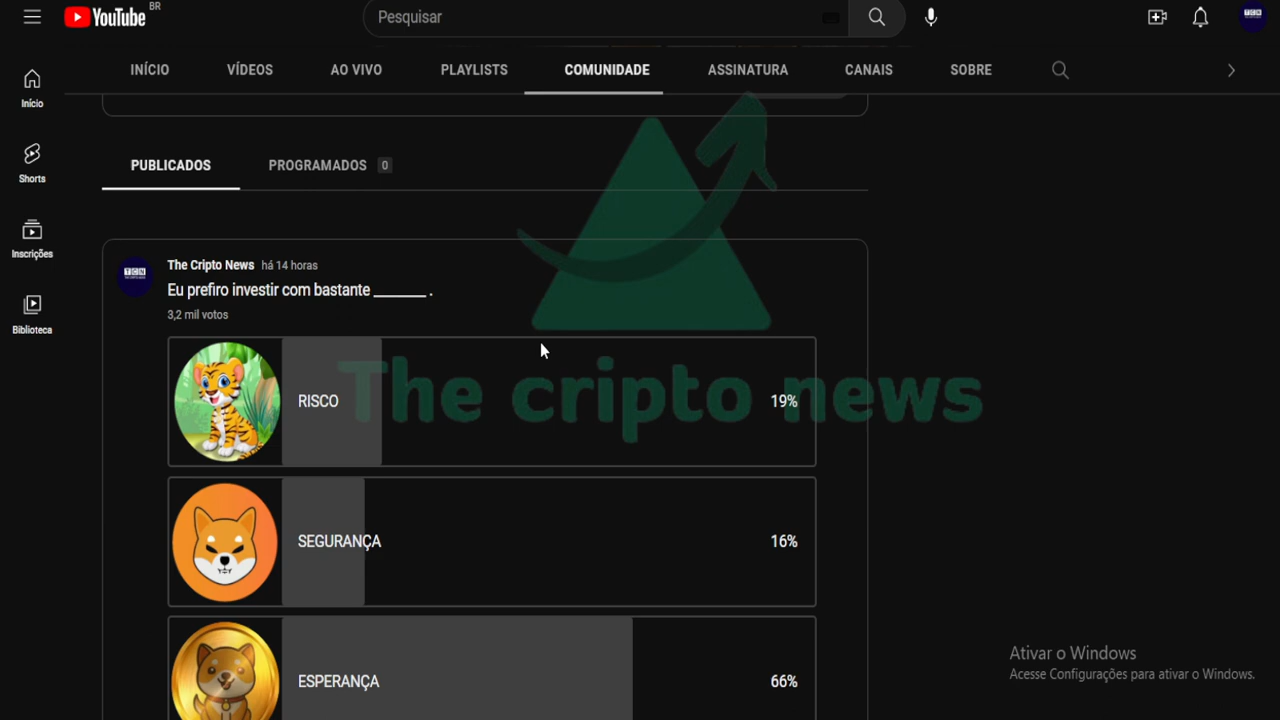 YouTube BR
Pesquisar
INÍCIO VÍDEOS AO VIVO PLAYLISTS COMUNIDADE ASSINATURA CANAIS SOBRE
Início
Shorts
Inscrições
Biblioteca
PUBLICADOS PROGRAMADOS 0
TCN
The Cripto News há 14 horas
Eu prefiro investir com bastante _______ .
3,2 mil votos
RISCO 19%
The cripto news
SEGURANÇA 16%
ESPERANÇA 66%
Ativar o Windows
Acesse Configurações para ativar o Windows.